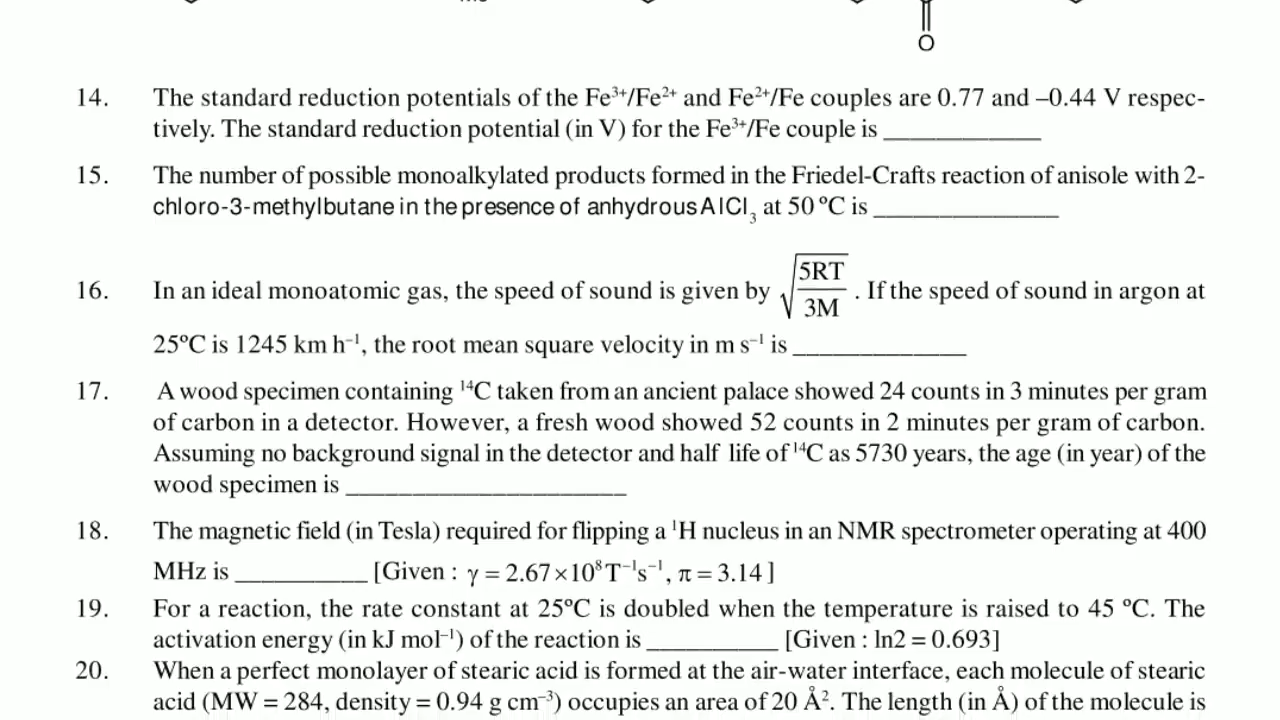 O
14. The standard reduction potentials of the Fe³⁺/Fe²⁺ and Fe²⁺/Fe couples are 0.77 and –0.44 V respec-
tively. The standard reduction potential (in V) for the Fe³⁺/Fe couple is ____________
15. The number of possible monoalkylated products formed in the Friedel-Crafts reaction of anisole with 2-
chloro-3-methylbutane in the presence of anhydrous AlCl₃ at 50 ºC is ______________
16. In an ideal monoatomic gas, the speed of sound is given by √(5RT/3M) . If the speed of sound in argon at
25ºC is 1245 km h⁻¹, the root mean square velocity in m s⁻¹ is _____________
17. A wood specimen containing ¹⁴C taken from an ancient palace showed 24 counts in 3 minutes per gram
of carbon in a detector. However, a fresh wood showed 52 counts in 2 minutes per gram of carbon.
Assuming no background signal in the detector and half life of ¹⁴C as 5730 years, the age (in year) of the
wood specimen is _____________________
18. The magnetic field (in Tesla) required for flipping a ¹H nucleus in an NMR spectrometer operating at 400
MHz is __________ [Given : γ = 2.67×10⁸T⁻¹s⁻¹, π = 3.14]
19. For a reaction, the rate constant at 25ºC is doubled when the temperature is raised to 45 ºC. The
activation energy (in kJ mol⁻¹) of the reaction is __________ [Given : ln2 = 0.693]
20. When a perfect monolayer of stearic acid is formed at the air-water interface, each molecule of stearic
acid (MW = 284, density = 0.94 g cm⁻³) occupies an area of 20 Å². The length (in Å) of the molecule is